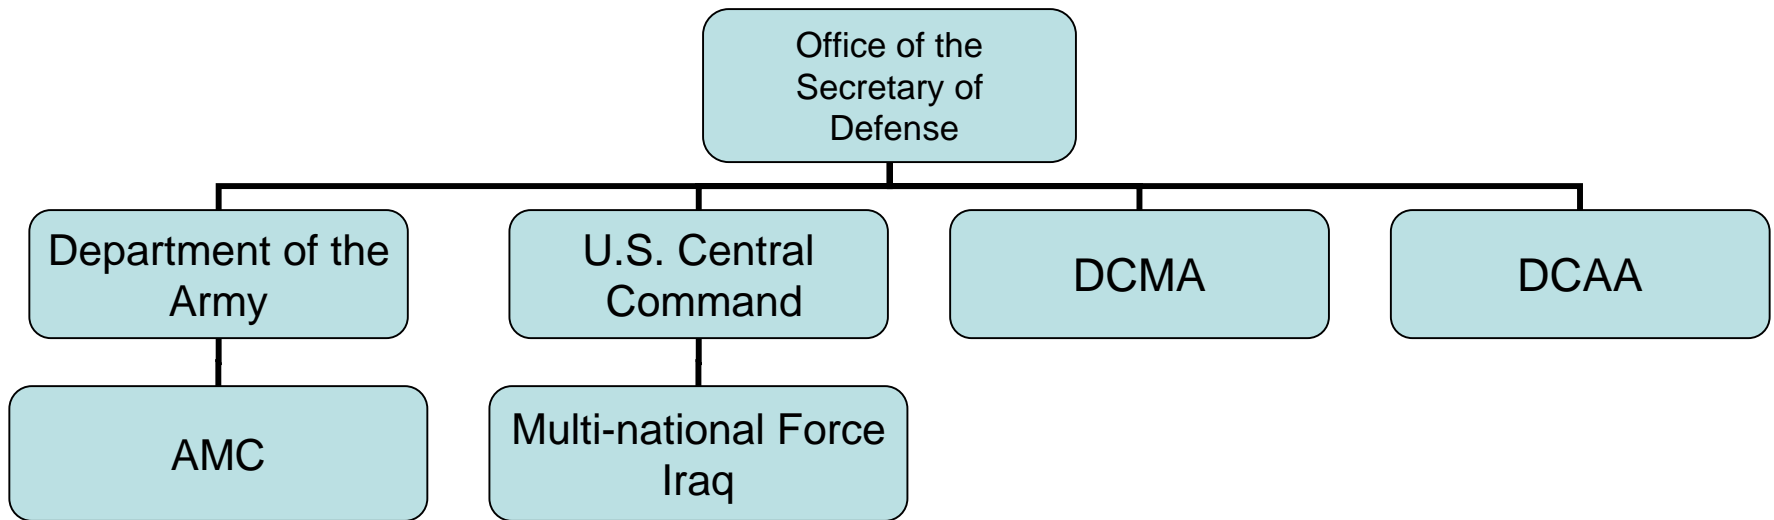 Office of the
Secretary of
Defense
Department of the
Army
U.S. Central
Command
DCMA
DCAA
AMC
Multi-national Force
Iraq